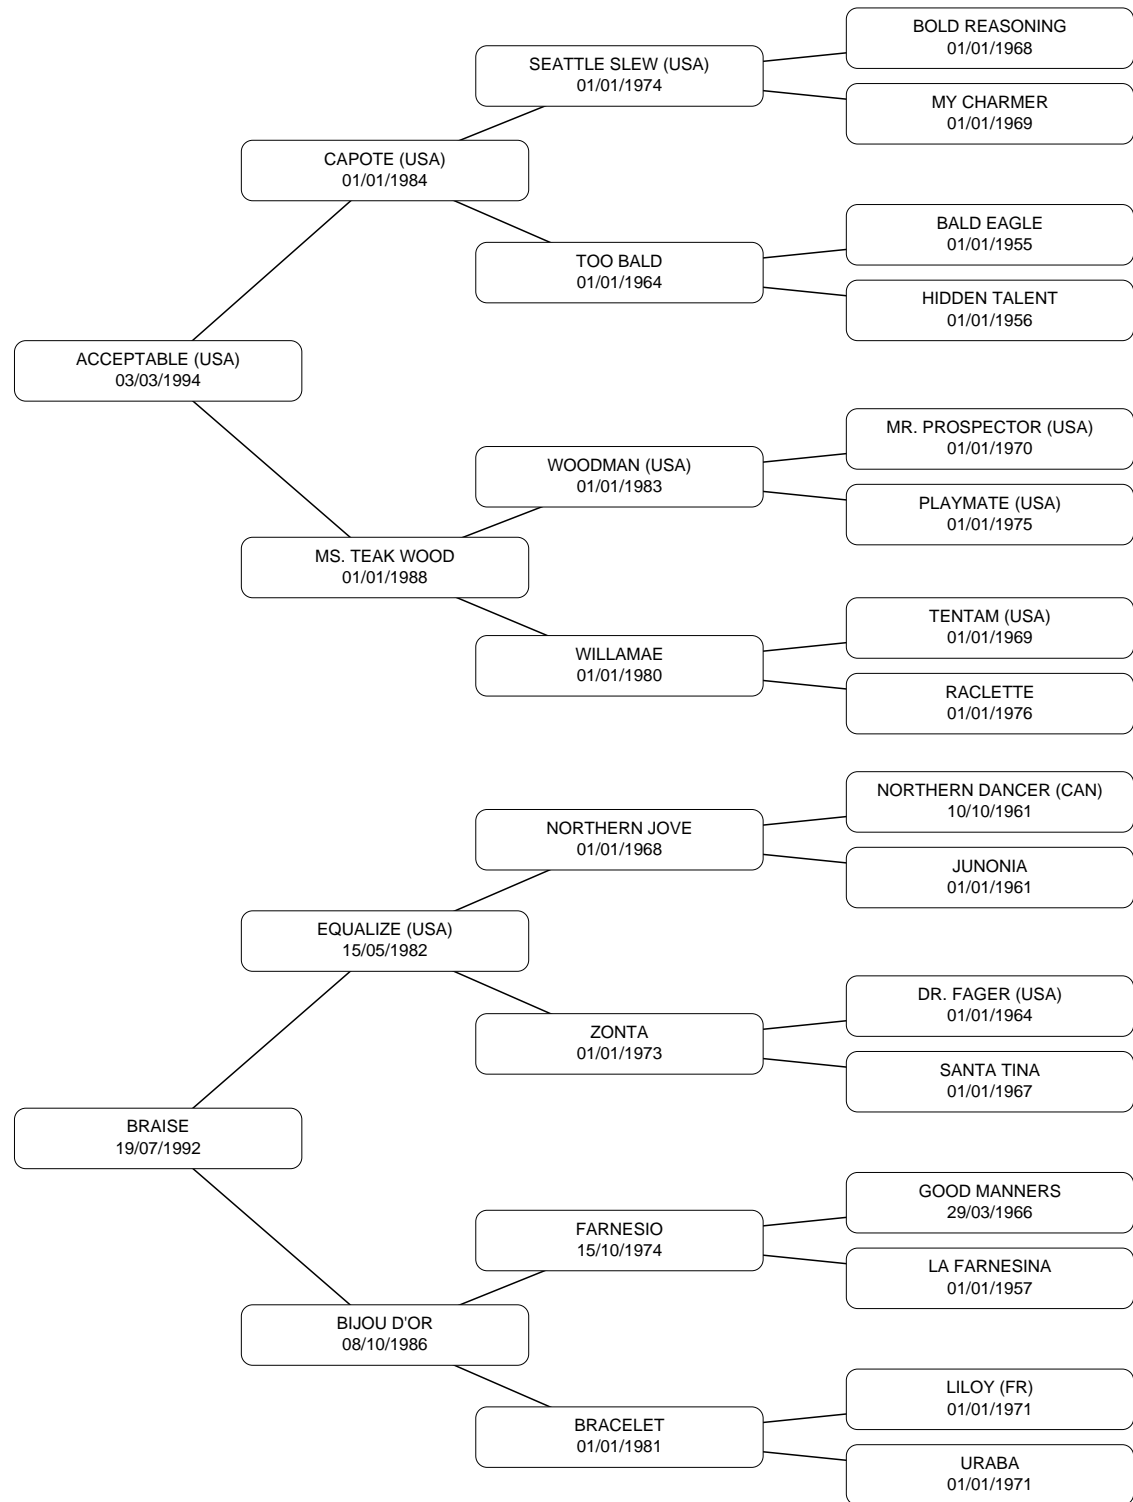 BOLD REASONING
01/01/1968
SEATTLE SLEW (USA)
01/01/1974
MY CHARMER
01/01/1969
CAPOTE (USA)
01/01/1984
BALD EAGLE
01/01/1955
TOO BALD
01/01/1964
HIDDEN TALENT
01/01/1956
ACCEPTABLE (USA)
03/03/1994
MR. PROSPECTOR (USA)
01/01/1970
WOODMAN (USA)
01/01/1983
PLAYMATE (USA)
01/01/1975
MS. TEAK WOOD
01/01/1988
TENTAM (USA)
01/01/1969
WILLAMAE
01/01/1980
RACLETTE
01/01/1976
NORTHERN DANCER (CAN)
10/10/1961
NORTHERN JOVE
01/01/1968
JUNONIA
01/01/1961
EQUALIZE (USA)
15/05/1982
DR. FAGER (USA)
01/01/1964
ZONTA
01/01/1973
SANTA TINA
01/01/1967
BRAISE
19/07/1992
GOOD MANNERS
29/03/1966
FARNESIO
15/10/1974
LA FARNESINA
01/01/1957
BIJOU D'OR
08/10/1986
LILOY (FR)
01/01/1971
BRACELET
01/01/1981
URABA
01/01/1971